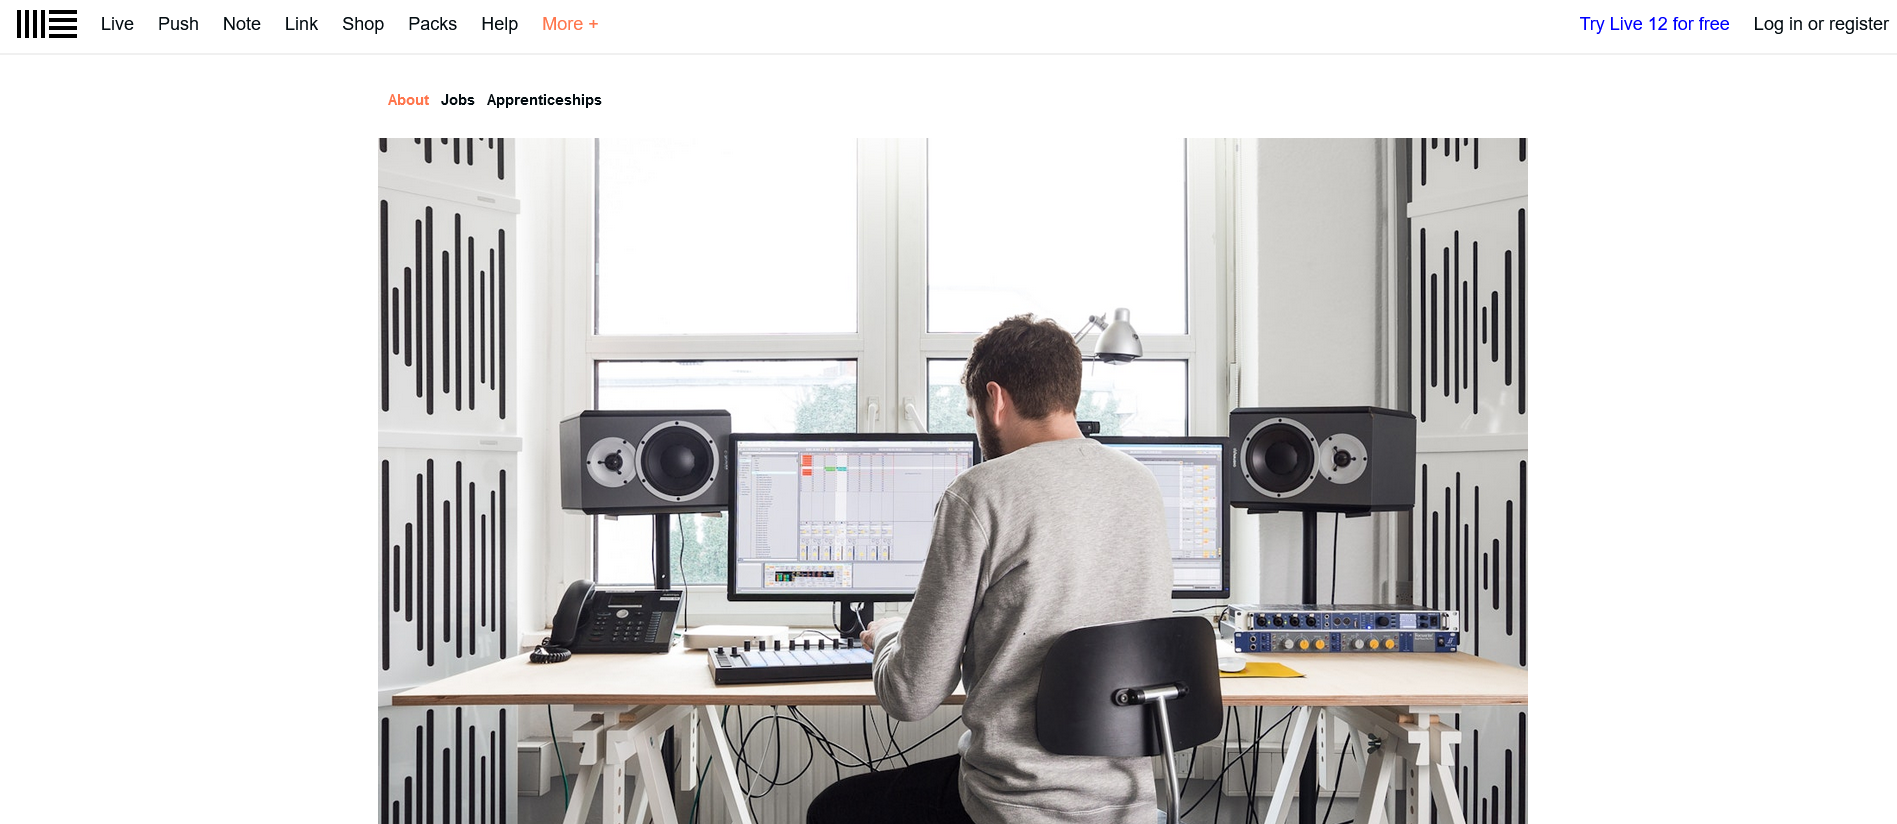 Live Push Note Link Shop Packs Help More +
Try Live 12 for free Log in or register
About Jobs Apprenticeships